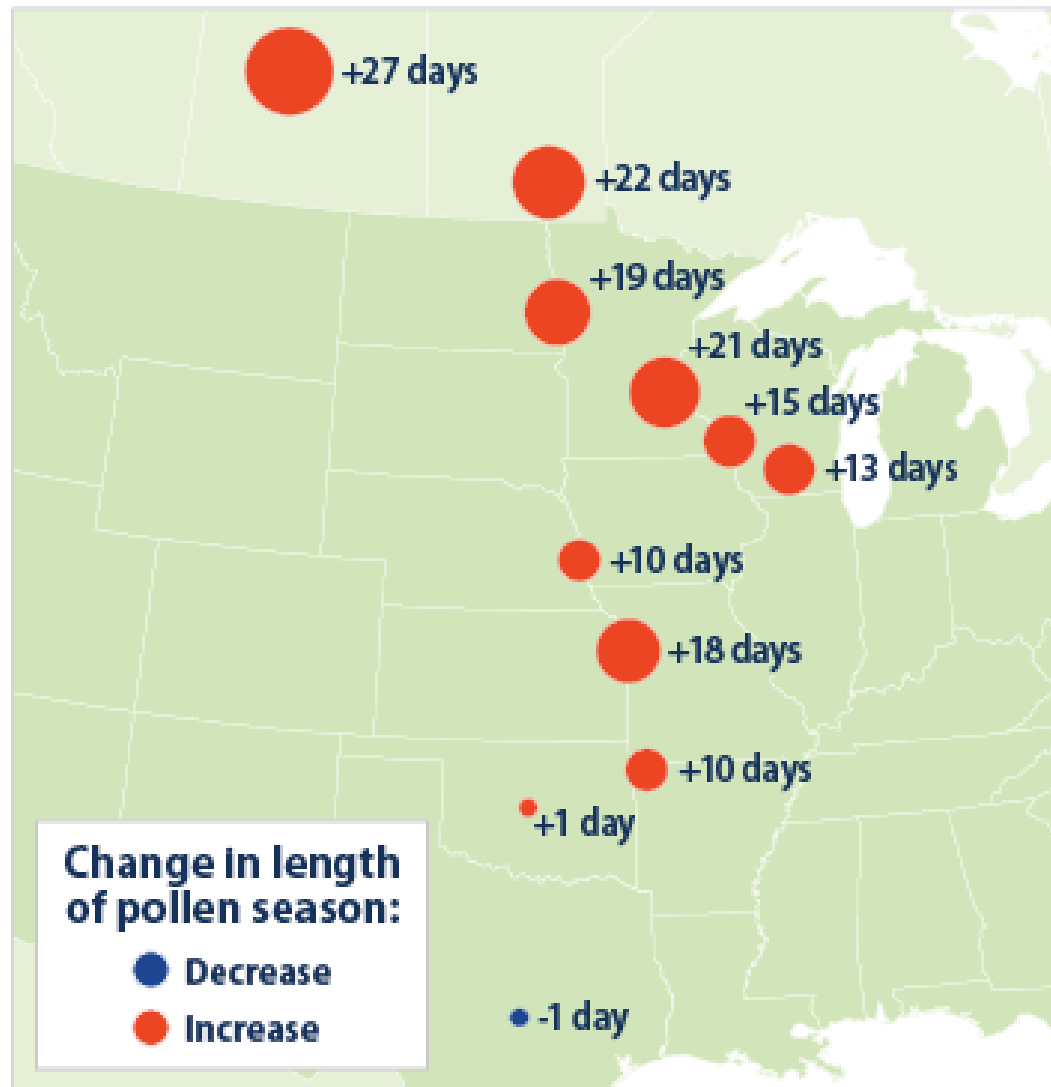 +27 days
+22 days
+19 days
+21 days
+15 days
+13 days
+10 days
+18 days
+10 days
+1 day
Change in length
of pollen season:
Decrease
Increase
-1 day